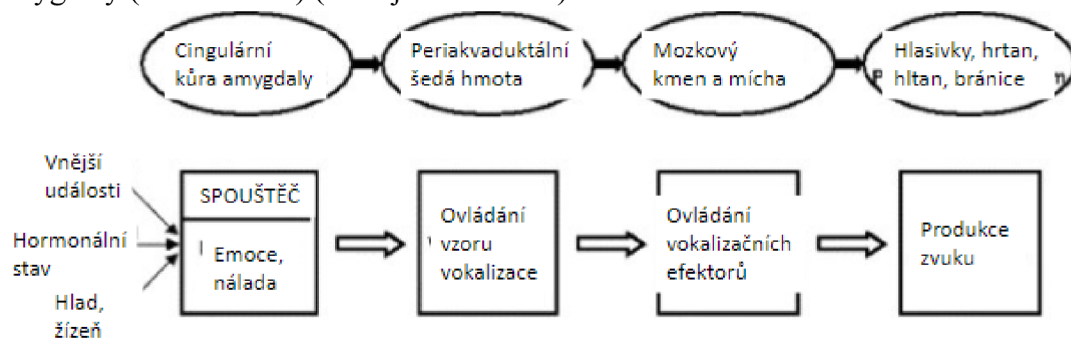 Cingulární
kůra amygdaly
Periakvaduktální
šedá hmota
Mozkový
kmen a mícha
Hlasivky, hrtan,
hltan, bránice
Vnější
události
Hormonální
stav
Hlad,
žízeň
SPOUŠTĚČ
Emoce,
nálada
Ovládání
vzoru
vokalizace
Ovládání
vokalizačních
efektorů
Produkce
zvuku